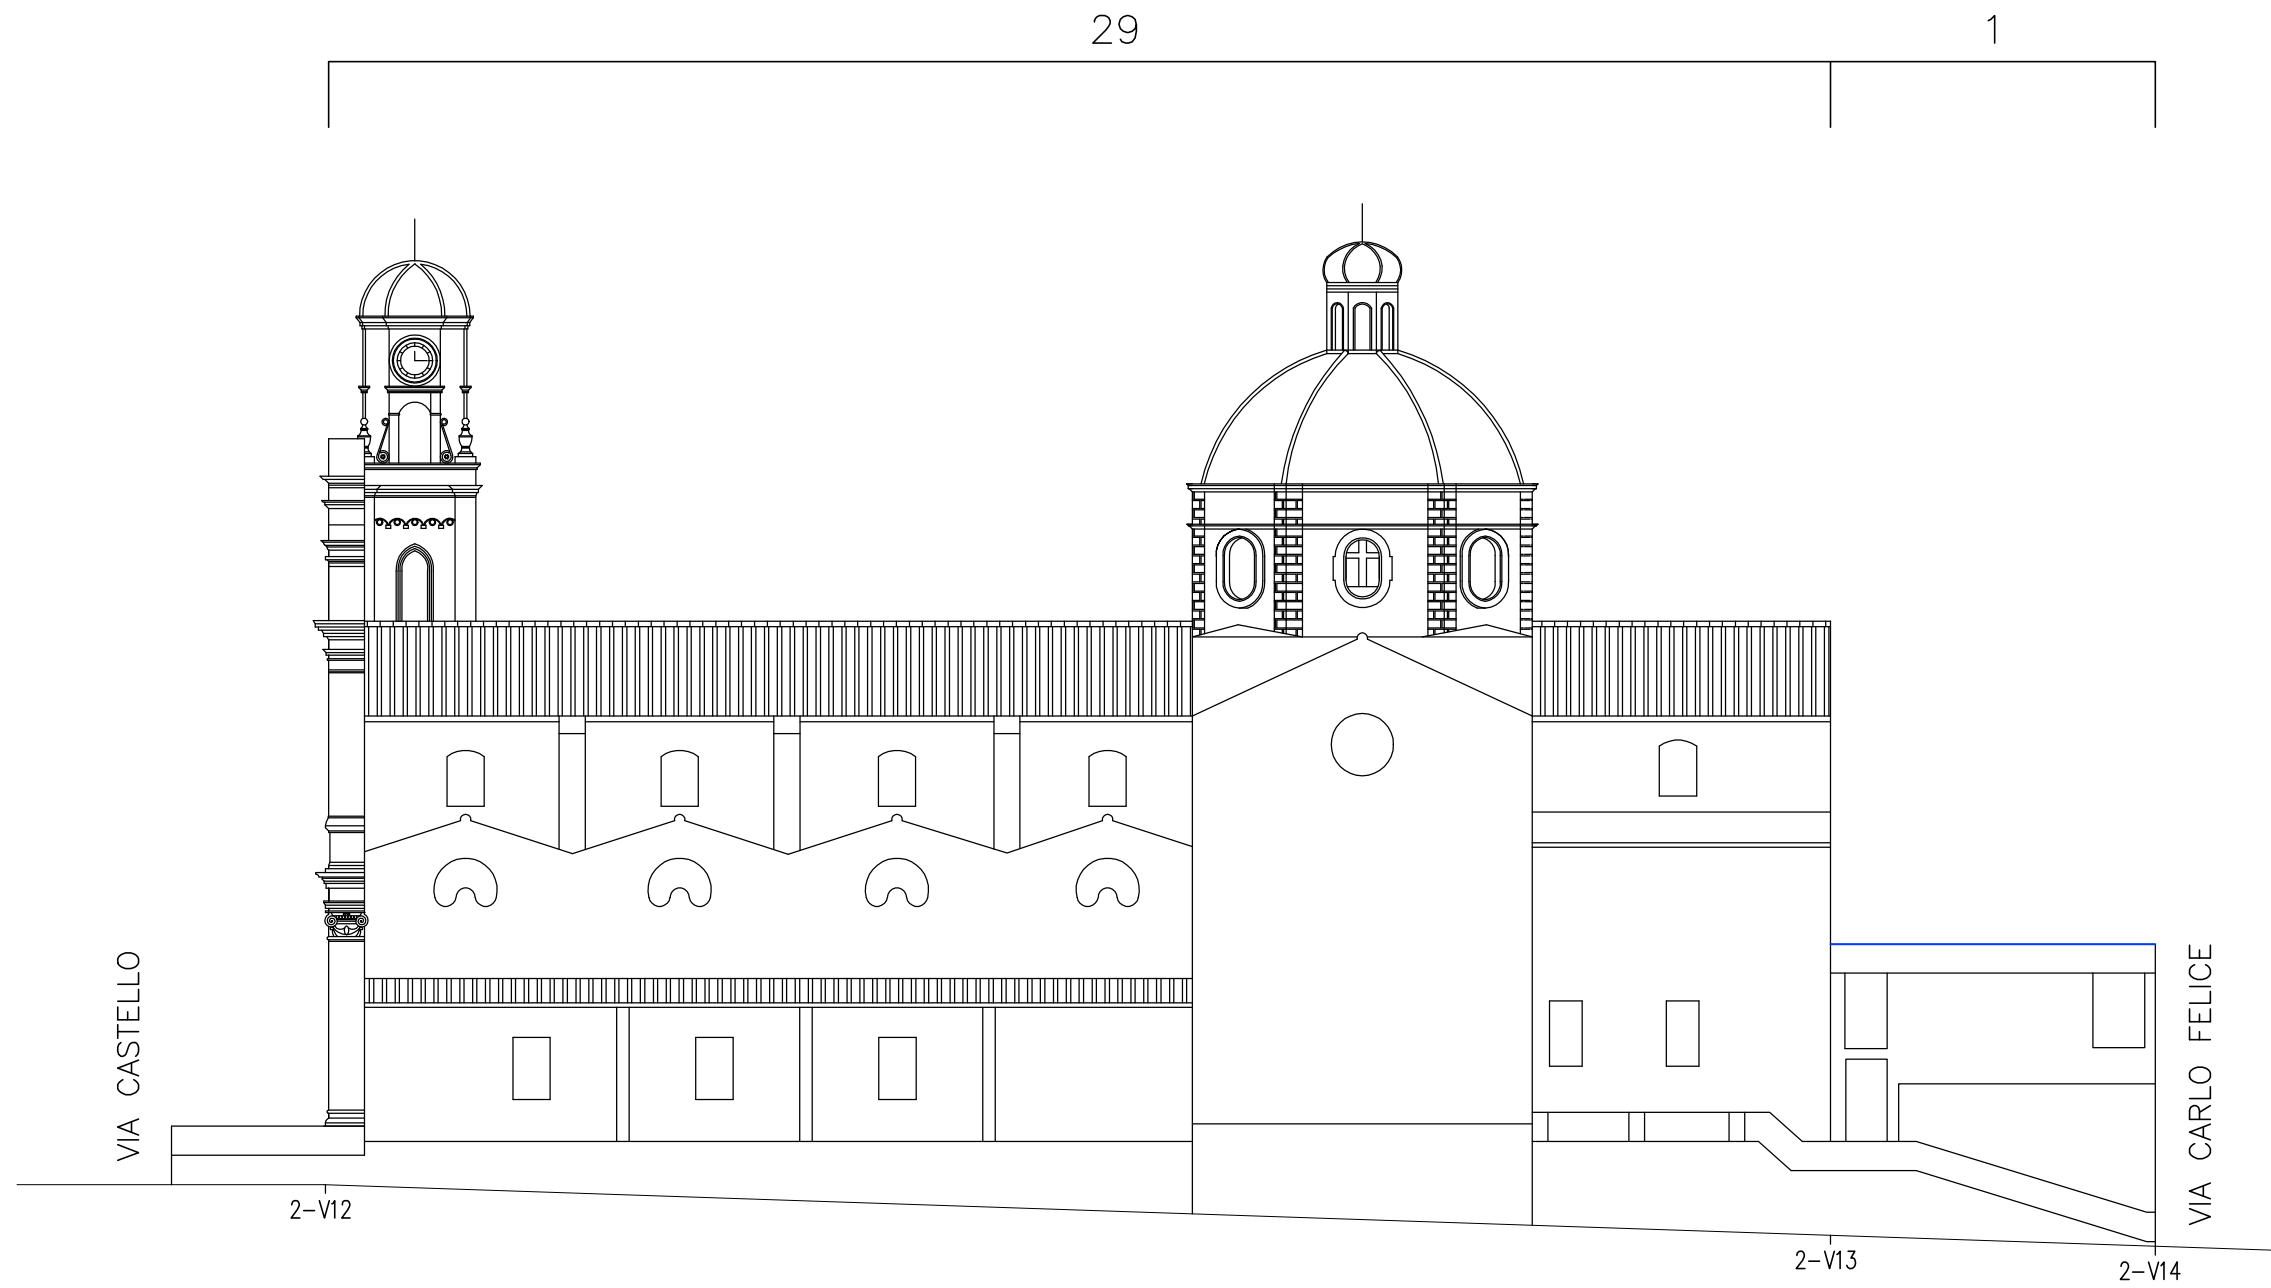 29
1
VIA CASTELLO
VIA CARLO FELICE
2-V12
2-V13
2-V14